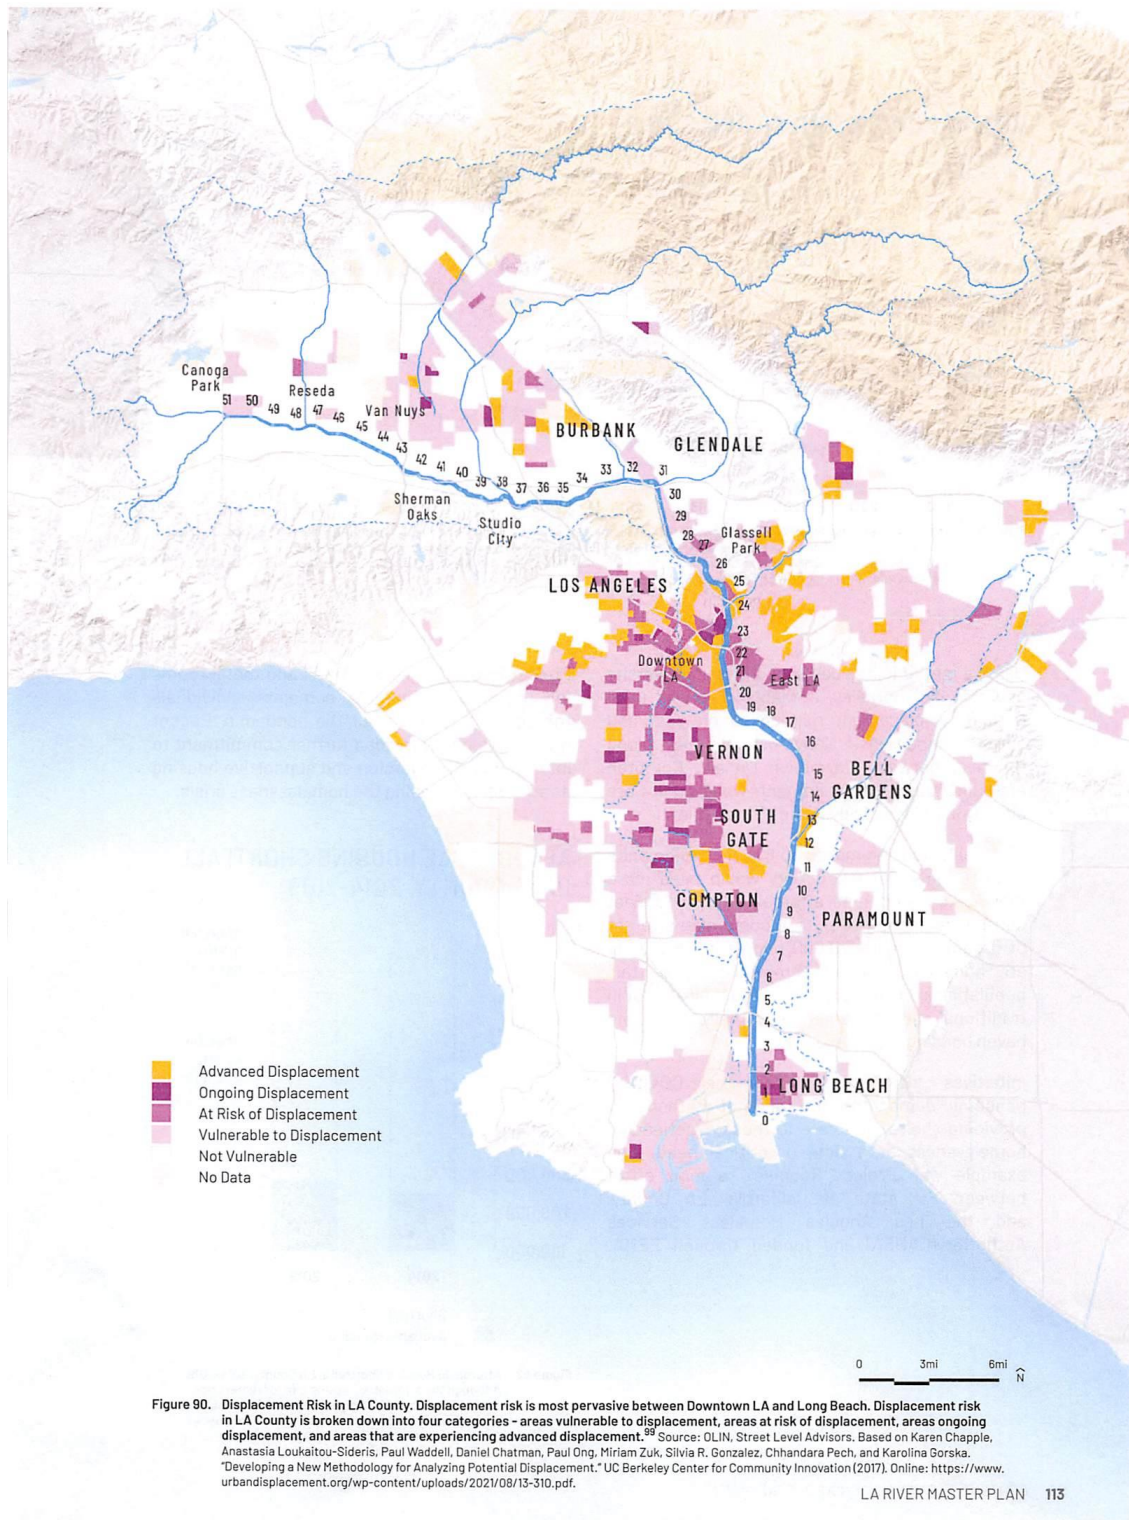 Canoga
Park
51
50
49
48
Reseda
47
46
45
Van Nuys
44
43
42
41
40
39
38
37
36
35
34
33
32
31
Sherman
Oaks
Studio
City
BURBANK
GLENDALE
30
29
28
27
Glassell
Park
26
LOS ANGELES
25
24
23
22
Downtown
LA
21
East LA
20
19
18
17
16
VERNON
15
BELL
GARDENS
14
SOUTH
GATE
13
12
11
10
COMPTON
9
PARAMOUNT
8
7
6
5
4
3
2
1
LONG BEACH
0
Advanced Displacement
Ongoing Displacement
At Risk of Displacement
Vulnerable to Displacement
Not Vulnerable
No Data
0 3mi 6mi
N
Figure 90. Displacement Risk in LA County. Displacement risk is most pervasive between Downtown LA and Long Beach. Displacement risk
in LA County is broken down into four categories - areas vulnerable to displacement, areas at risk of displacement, areas ongoing
displacement, and areas that are experiencing advanced displacement.99 Source: OLIN, Street Level Advisors. Based on Karen Chapple,
Anastasia Loukaitou-Sideris, Paul Waddell, Daniel Chatman, Paul Ong, Miriam Zuk, Silvia R. Gonzalez, Chhandara Pech, and Karolina Gorska.
"Developing a New Methodology for Analyzing Potential Displacement." UC Berkeley Center for Community Innovation (2017). Online: https://www.
urbandisplacement.org/wp-content/uploads/2021/08/13-310.pdf.
LA RIVER MASTER PLAN 113